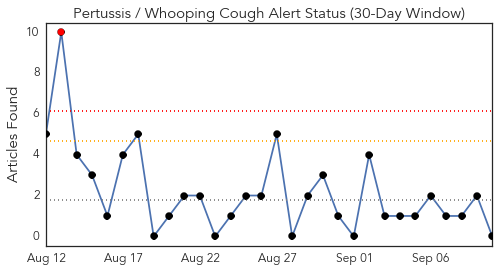 Pertussis / Whooping Cough Alert Status (30-Day Window)
Articles Found
10
8
6
4
2
0
Aug 12 Aug 17 Aug 22 Aug 27 Sep 01 Sep 06